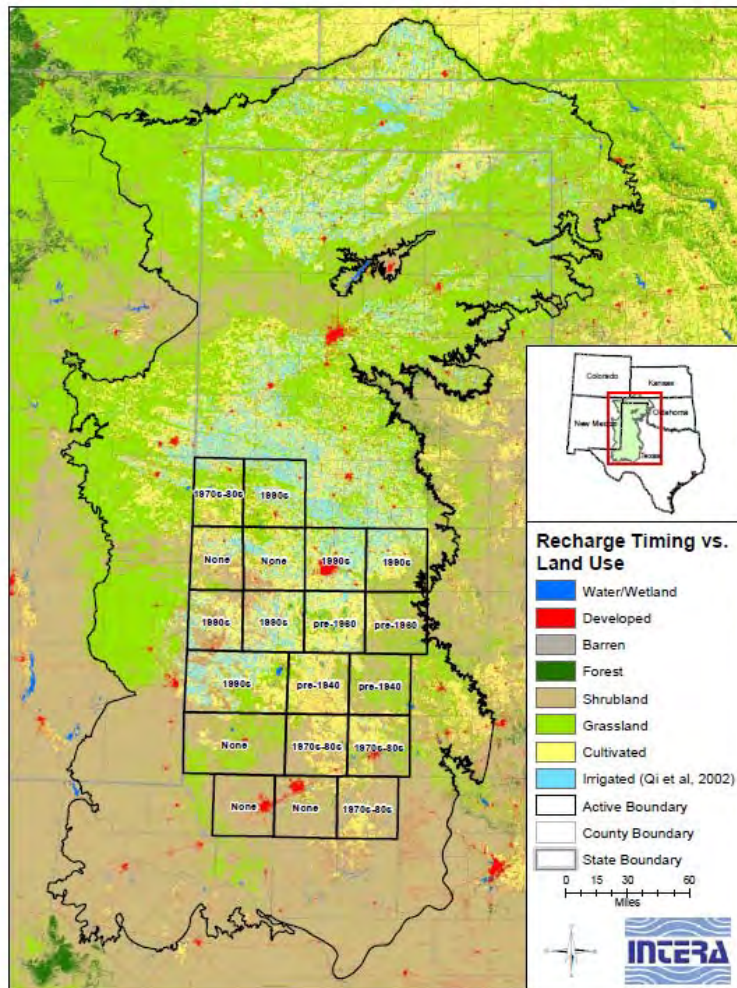 1970s-80s 1990s
None None 1990s 1990s
1990s 1990s pre-1960 pre-1960
1990s pre-1940 pre-1940
None 1970s-80s 1970s-80s
None None 1970s-80s
Colorado
Kansas
New Mexico
Oklahoma
Texas
Recharge Timing vs.
Land Use
Water/Wetland
Developed
Barren
Forest
Shrubland
Grassland
Cultivated
Irrigated (Qi et al, 2002)
Active Boundary
County Boundary
State Boundary
0 15 30 60
Miles
INTERA